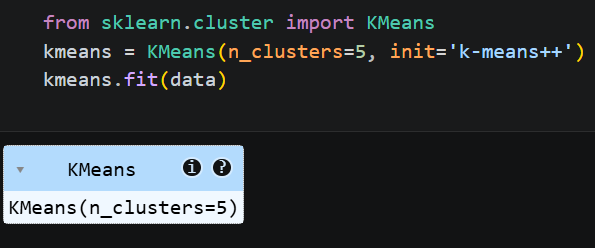 from sklearn.cluster import KMeans
kmeans = KMeans(n_clusters=5, init='k-means++')
kmeans.fit(data)
▾ KMeans i ?
KMeans(n_clusters=5)